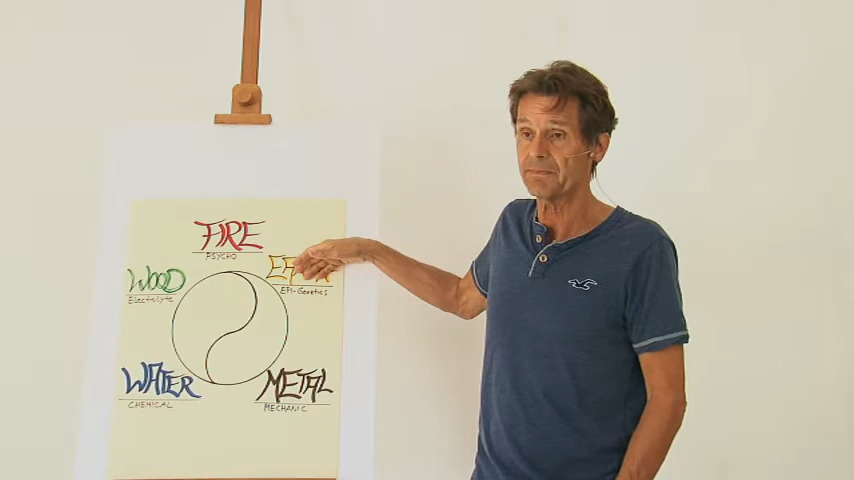 FIRE
PSYCHO
EPI-Genetics
WOOD
Electrolyte
WATER
CHEMICAL
METAL
MECHANIC